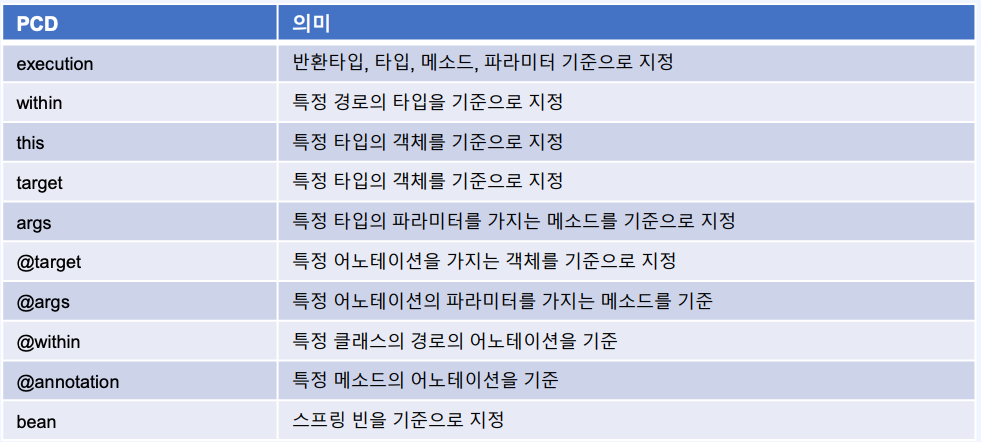 PCD 의미
execution 반환타입, 타입, 메소드, 파라미터 기준으로 지정
within 특정 경로의 타입을 기준으로 지정
this 특정 타입의 객체를 기준으로 지정
target 특정 타입의 객체를 기준으로 지정
args 특정 타입의 파라미터를 가지는 메소드를 기준으로 지정
@target 특정 어노테이션을 가지는 객체를 기준으로 지정
@args 특정 어노테이션의 파라미터를 가지는 메소드를 기준
@within 특정 클래스의 경로의 어노테이션을 기준
@annotation 특정 메소드의 어노테이션을 기준
bean 스프링 빈을 기준으로 지정